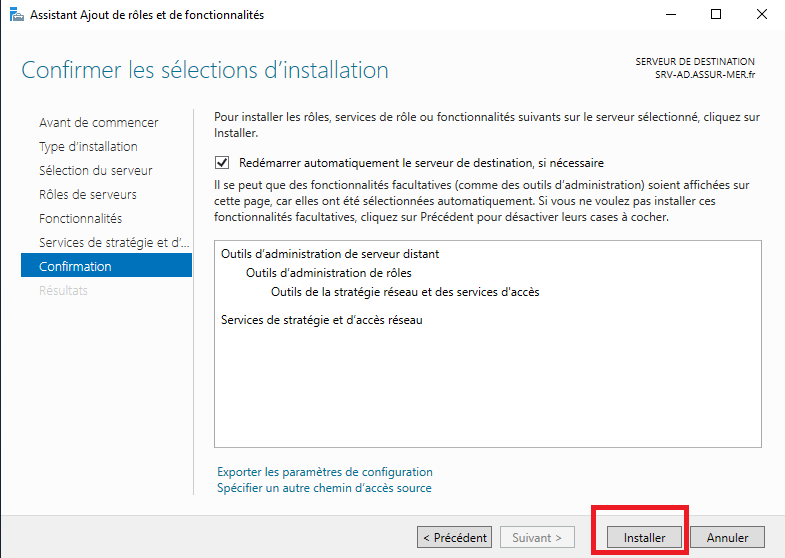 Assistant Ajout de rôles et de fonctionnalités
Confirmer les sélections d'installation
SERVEUR DE DESTINATION
SRV-AD.ASSUR-MER.fr
Avant de commencer
Type d'installation
Sélection du serveur
Rôles de serveurs
Fonctionnalités
Services de stratégie et d'...
Confirmation
Résultats
Pour installer les rôles, services de rôle ou fonctionnalités suivants sur le serveur sélectionné, cliquez sur
Installer.
Redémarrer automatiquement le serveur de destination, si nécessaire
Il se peut que des fonctionnalités facultatives (comme des outils d'administration) soient affichées sur
cette page, car elles ont été sélectionnées automatiquement. Si vous ne voulez pas installer ces
fonctionnalités facultatives, cliquez sur Précédent pour désactiver leurs cases à cocher.
Outils d'administration de serveur distant
Outils d'administration de rôles
Outils de la stratégie réseau et des services d'accès
Services de stratégie et d'accès réseau
Exporter les paramètres de configuration
Spécifier un autre chemin d'accès source
< Précédent
Suivant >
Installer
Annuler